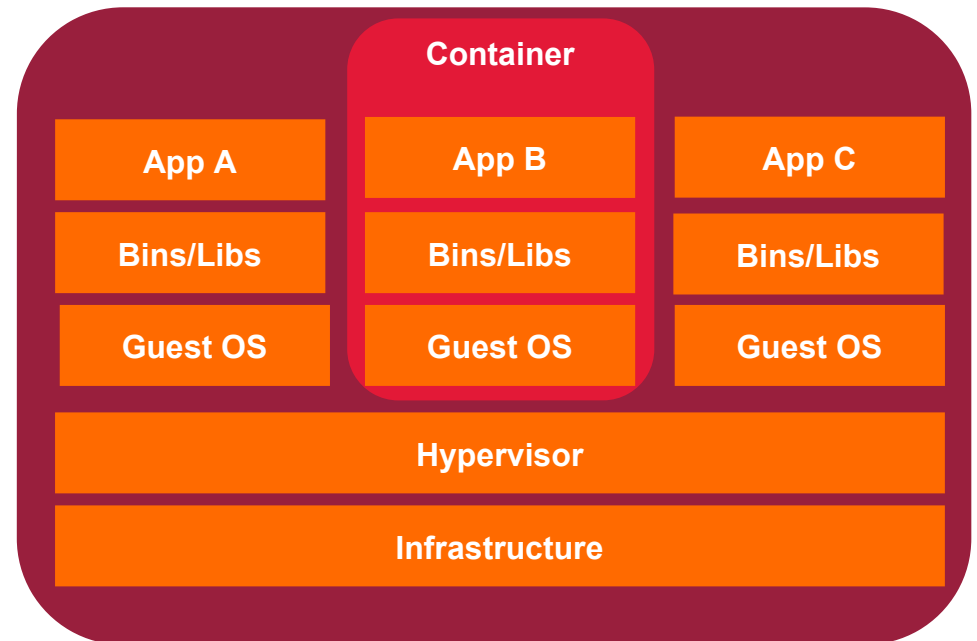 Container
App A
App B
App C
Bins/Libs
Bins/Libs
Bins/Libs
Guest OS
Guest OS
Guest OS
Hypervisor
Infrastructure